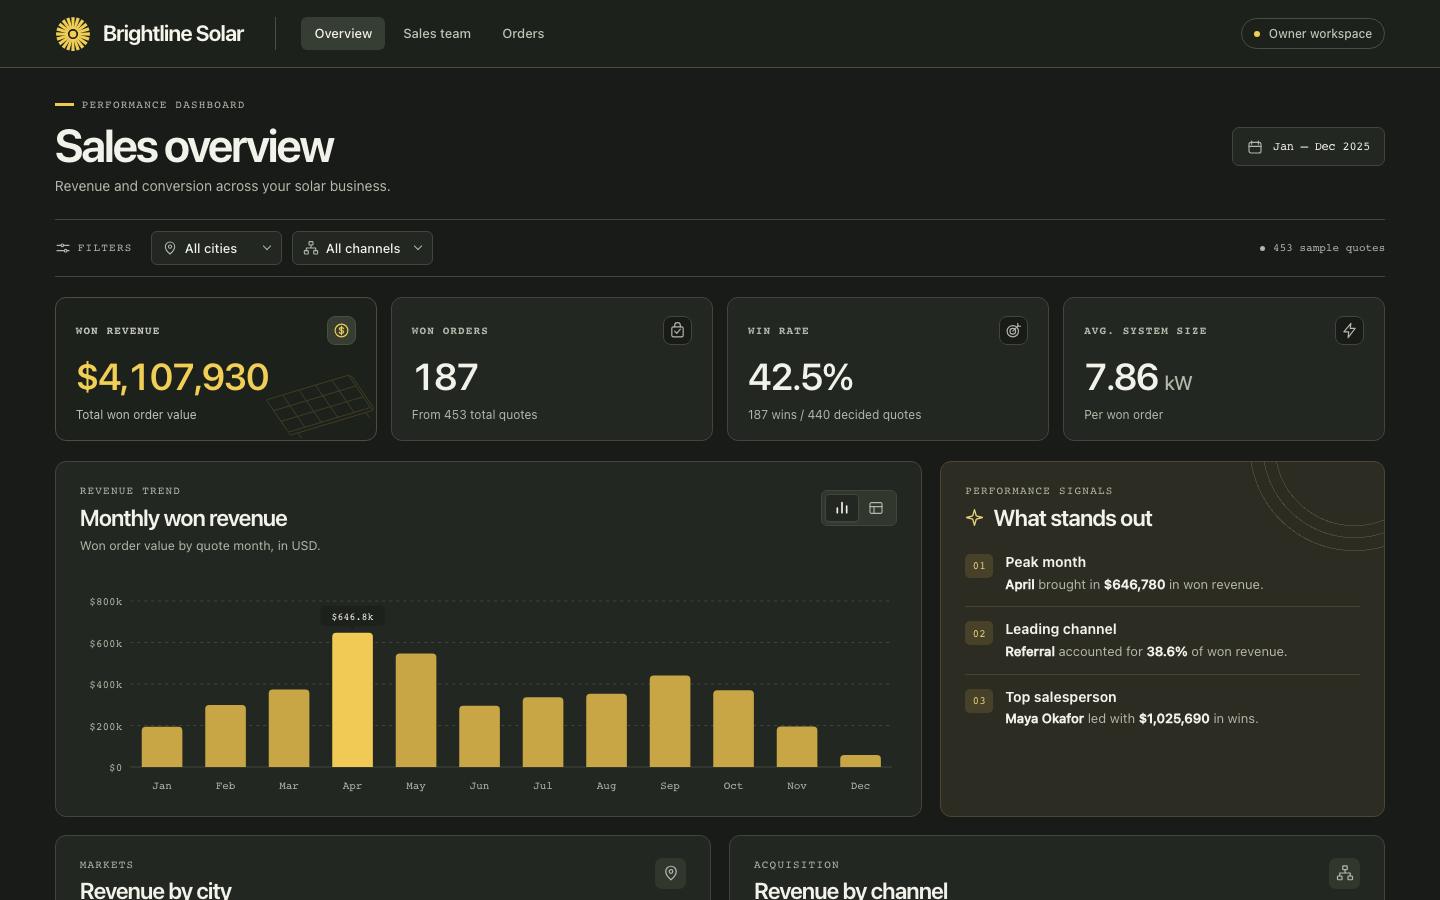 Brightline Solar
Overview
Sales team
Orders
Owner workspace
PERFORMANCE DASHBOARD
Sales overview
Jan – Dec 2025
Revenue and conversion across your solar business.
FILTERS
All cities
All channels
453 sample quotes
WON REVENUE
$4,107,930
Total won order value
WON ORDERS
187
From 453 total quotes
WIN RATE
42.5%
187 wins / 440 decided quotes
AVG. SYSTEM SIZE
7.86 kW
Per won order
REVENUE TREND
Monthly won revenue
Won order value by quote month, in USD.
$800k
$646.8k
$600k
$400k
$200k
$0
Jan Feb Mar Apr May Jun Jul Aug Sep Oct Nov Dec
PERFORMANCE SIGNALS
What stands out
01
Peak month
April brought in $646,780 in won revenue.
02
Leading channel
Referral accounted for 38.6% of won revenue.
03
Top salesperson
Maya Okafor led with $1,025,690 in wins.
MARKETS
Revenue by city
ACQUISITION
Revenue by channel